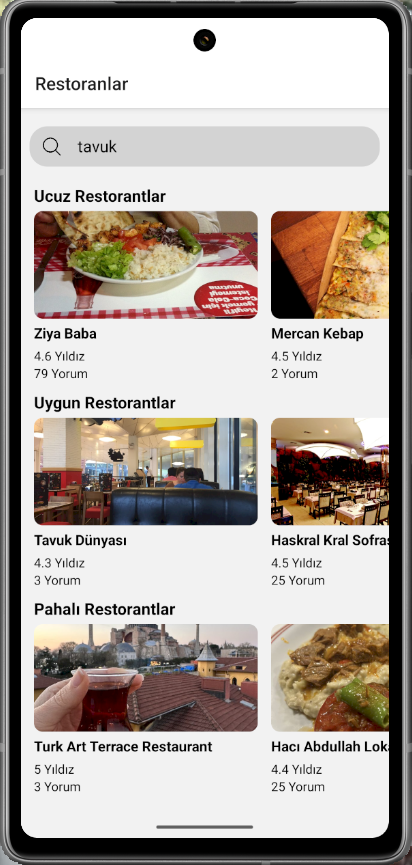 Restoranlar
tavuk
Ucuz Restorantlar
Ziya Baba
4.6 Yıldız
79 Yorum
Mercan Kebap
4.5 Yıldız
2 Yorum
Uygun Restorantlar
Tavuk Dünyası
4.3 Yıldız
3 Yorum
Haskral Kral Sofras
4.5 Yıldız
25 Yorum
Pahalı Restorantlar
Turk Art Terrace Restaurant
5 Yıldız
3 Yorum
Hacı Abdullah Loka
4.4 Yıldız
25 Yorum